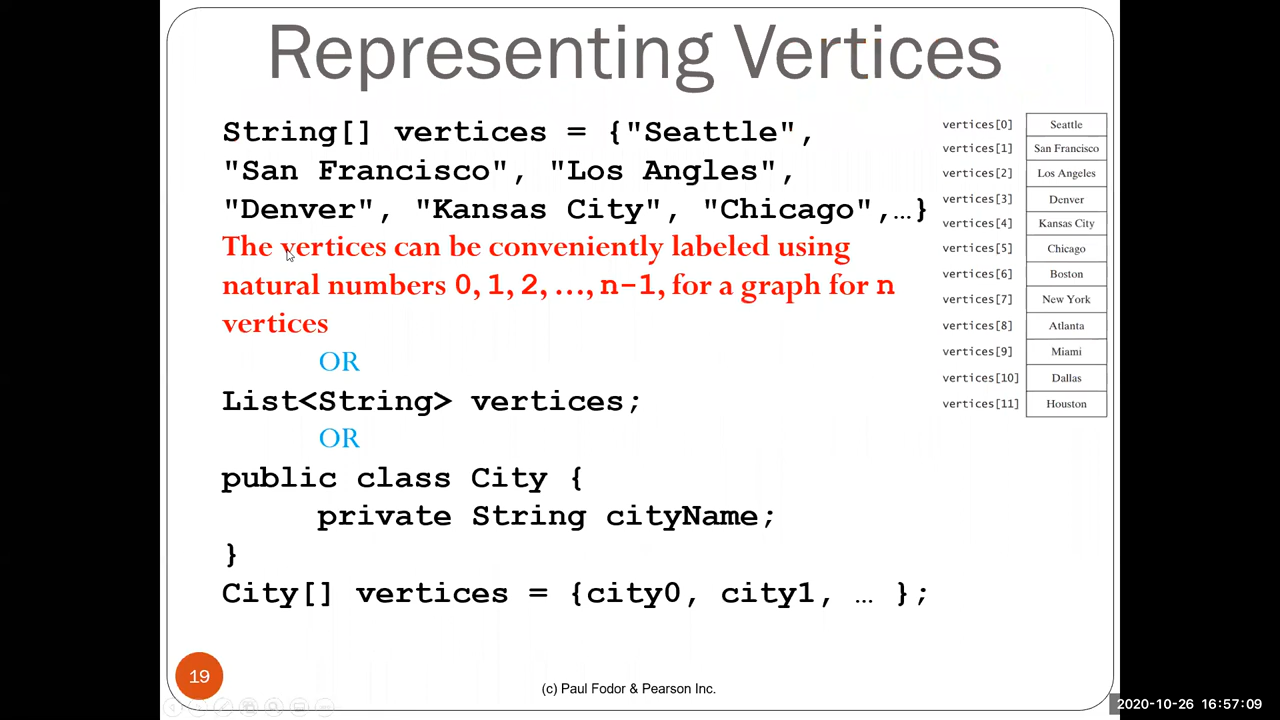 Representing Vertices
String[] vertices = {"Seattle",
"San Francisco", "Los Angles",
"Denver", "Kansas City", "Chicago",…}
The vertices can be conveniently labeled using
natural numbers 0, 1, 2, …, n-1, for a graph for n
vertices
OR
List<String> vertices;
OR
public class City {
private String cityName;
}
City[] vertices = {city0, city1, … };
vertices[0] Seattle
vertices[1] San Francisco
vertices[2] Los Angeles
vertices[3] Denver
vertices[4] Kansas City
vertices[5] Chicago
vertices[6] Boston
vertices[7] New York
vertices[8] Atlanta
vertices[9] Miami
vertices[10] Dallas
vertices[11] Houston
19
(c) Paul Fodor & Pearson Inc.
2020-10-26 16:57:09